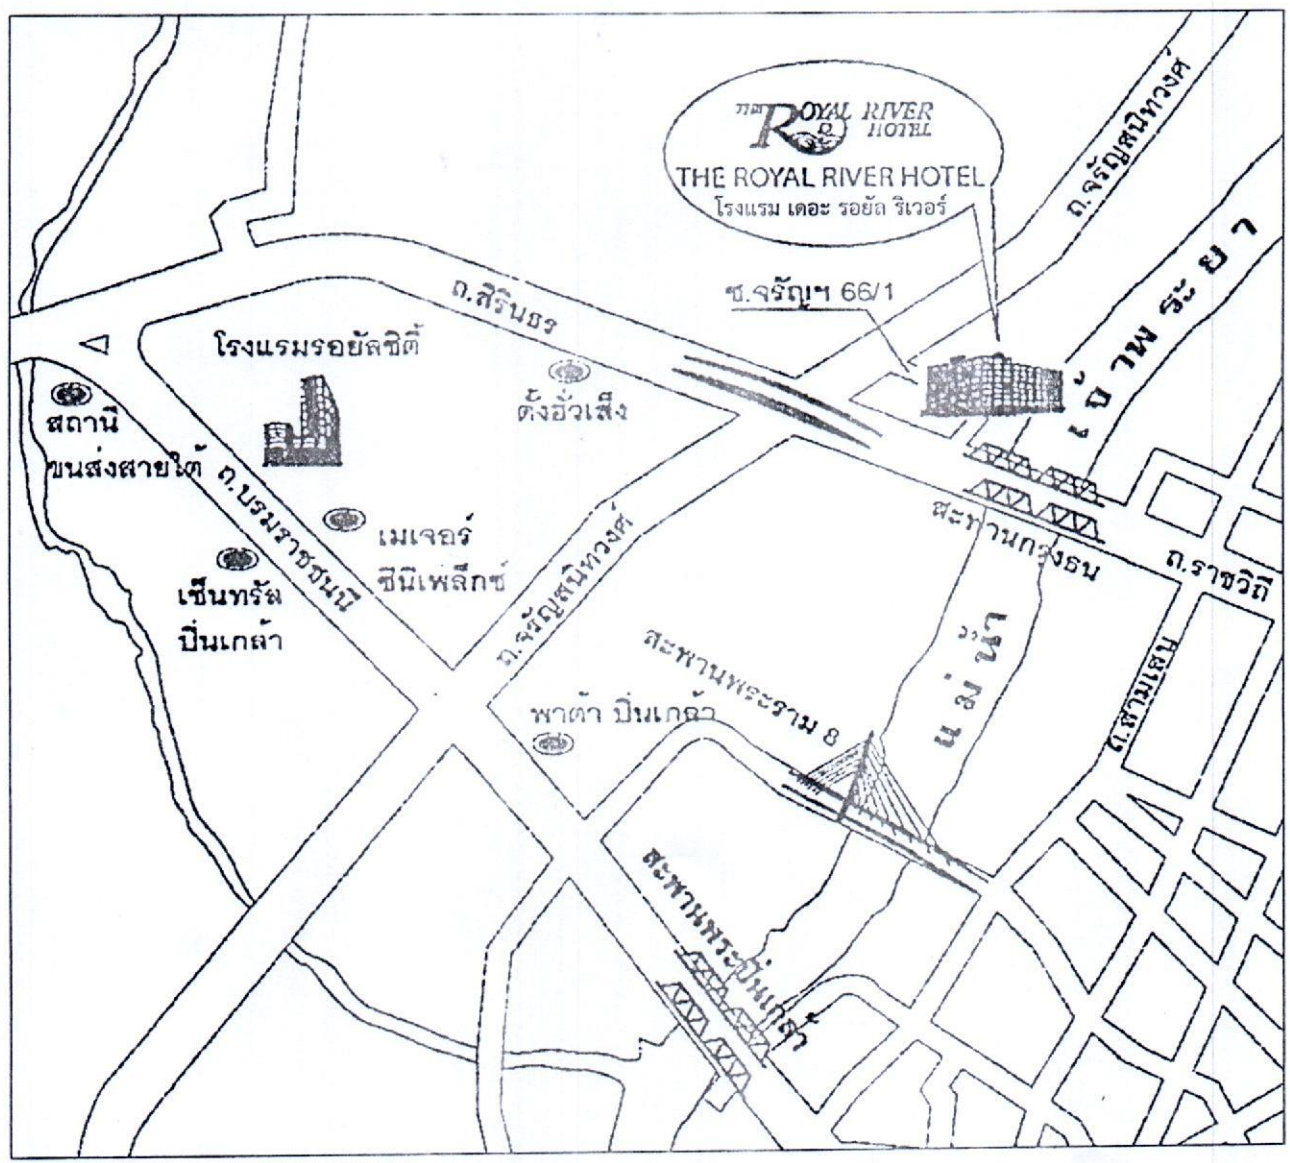 THE ROYAL RIVER
HOTEL
THE ROYAL RIVER HOTEL
โรงแรม เดอะ รอยัล ริเวอร์
ถ.จรัญสนิทวงศ์
ซ.จรัญฯ 66/1
ถ.สิรินธร
แม่น้ำ
เจ้าพระยา
โรงแรมรอยัลซิตี้
ตั้งฮั่วเส็ง
สถานี
ขนส่งสายใต้
ถ.บรมราชชนนี
เมเจอร์
ซีนีเพล็กซ์
เซ็นทรัล
ปิ่นเกล้า
ถ.จรัญสนิทวงศ์
สะพานกรุงธน
ถ.ราชวิถี
ถ.สามเสน
สะพานพระราม 8
พาต้า ปิ่นเกล้า
สะพานพระปิ่นเกล้า